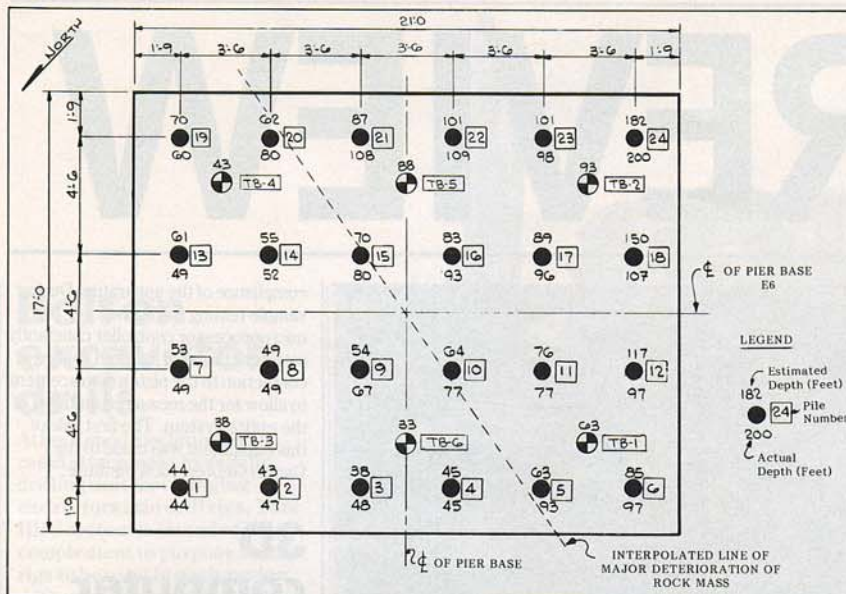 REVIEW
21'-0
NORTH
1'-9 3'-6 3'-6 3'-6 3'-6 3'-6 1'-9
17'-0
1'-9
4'-6
4'-6
4'-6
1'-9
70 62 87 101 101 182
19 20 21 22 23 24
60 80 108 109 98 200
43 88 93
TB-4 TB-5 TB-2
61 55 70 83 89 150
13 14 15 16 17 18
49 52 80 93 96 107
℄ OF PIER BASE
E6
53 49 54 64 76 117
7 8 9 10 11 12
49 49 67 77 77 97
38 33 63
TB-3 TB-6 TB-1
44 43 38 45 63 85
1 2 3 4 5 6
44 47 48 45 93 97
℄ OF PIER BASE
INTERPOLATED LINE OF
MAJOR DETERIORATION OF
ROCK MASS
LEGEND
Estimated
Depth (Feet)
182
24
Pile
Number
200
Actual
Depth (Feet)